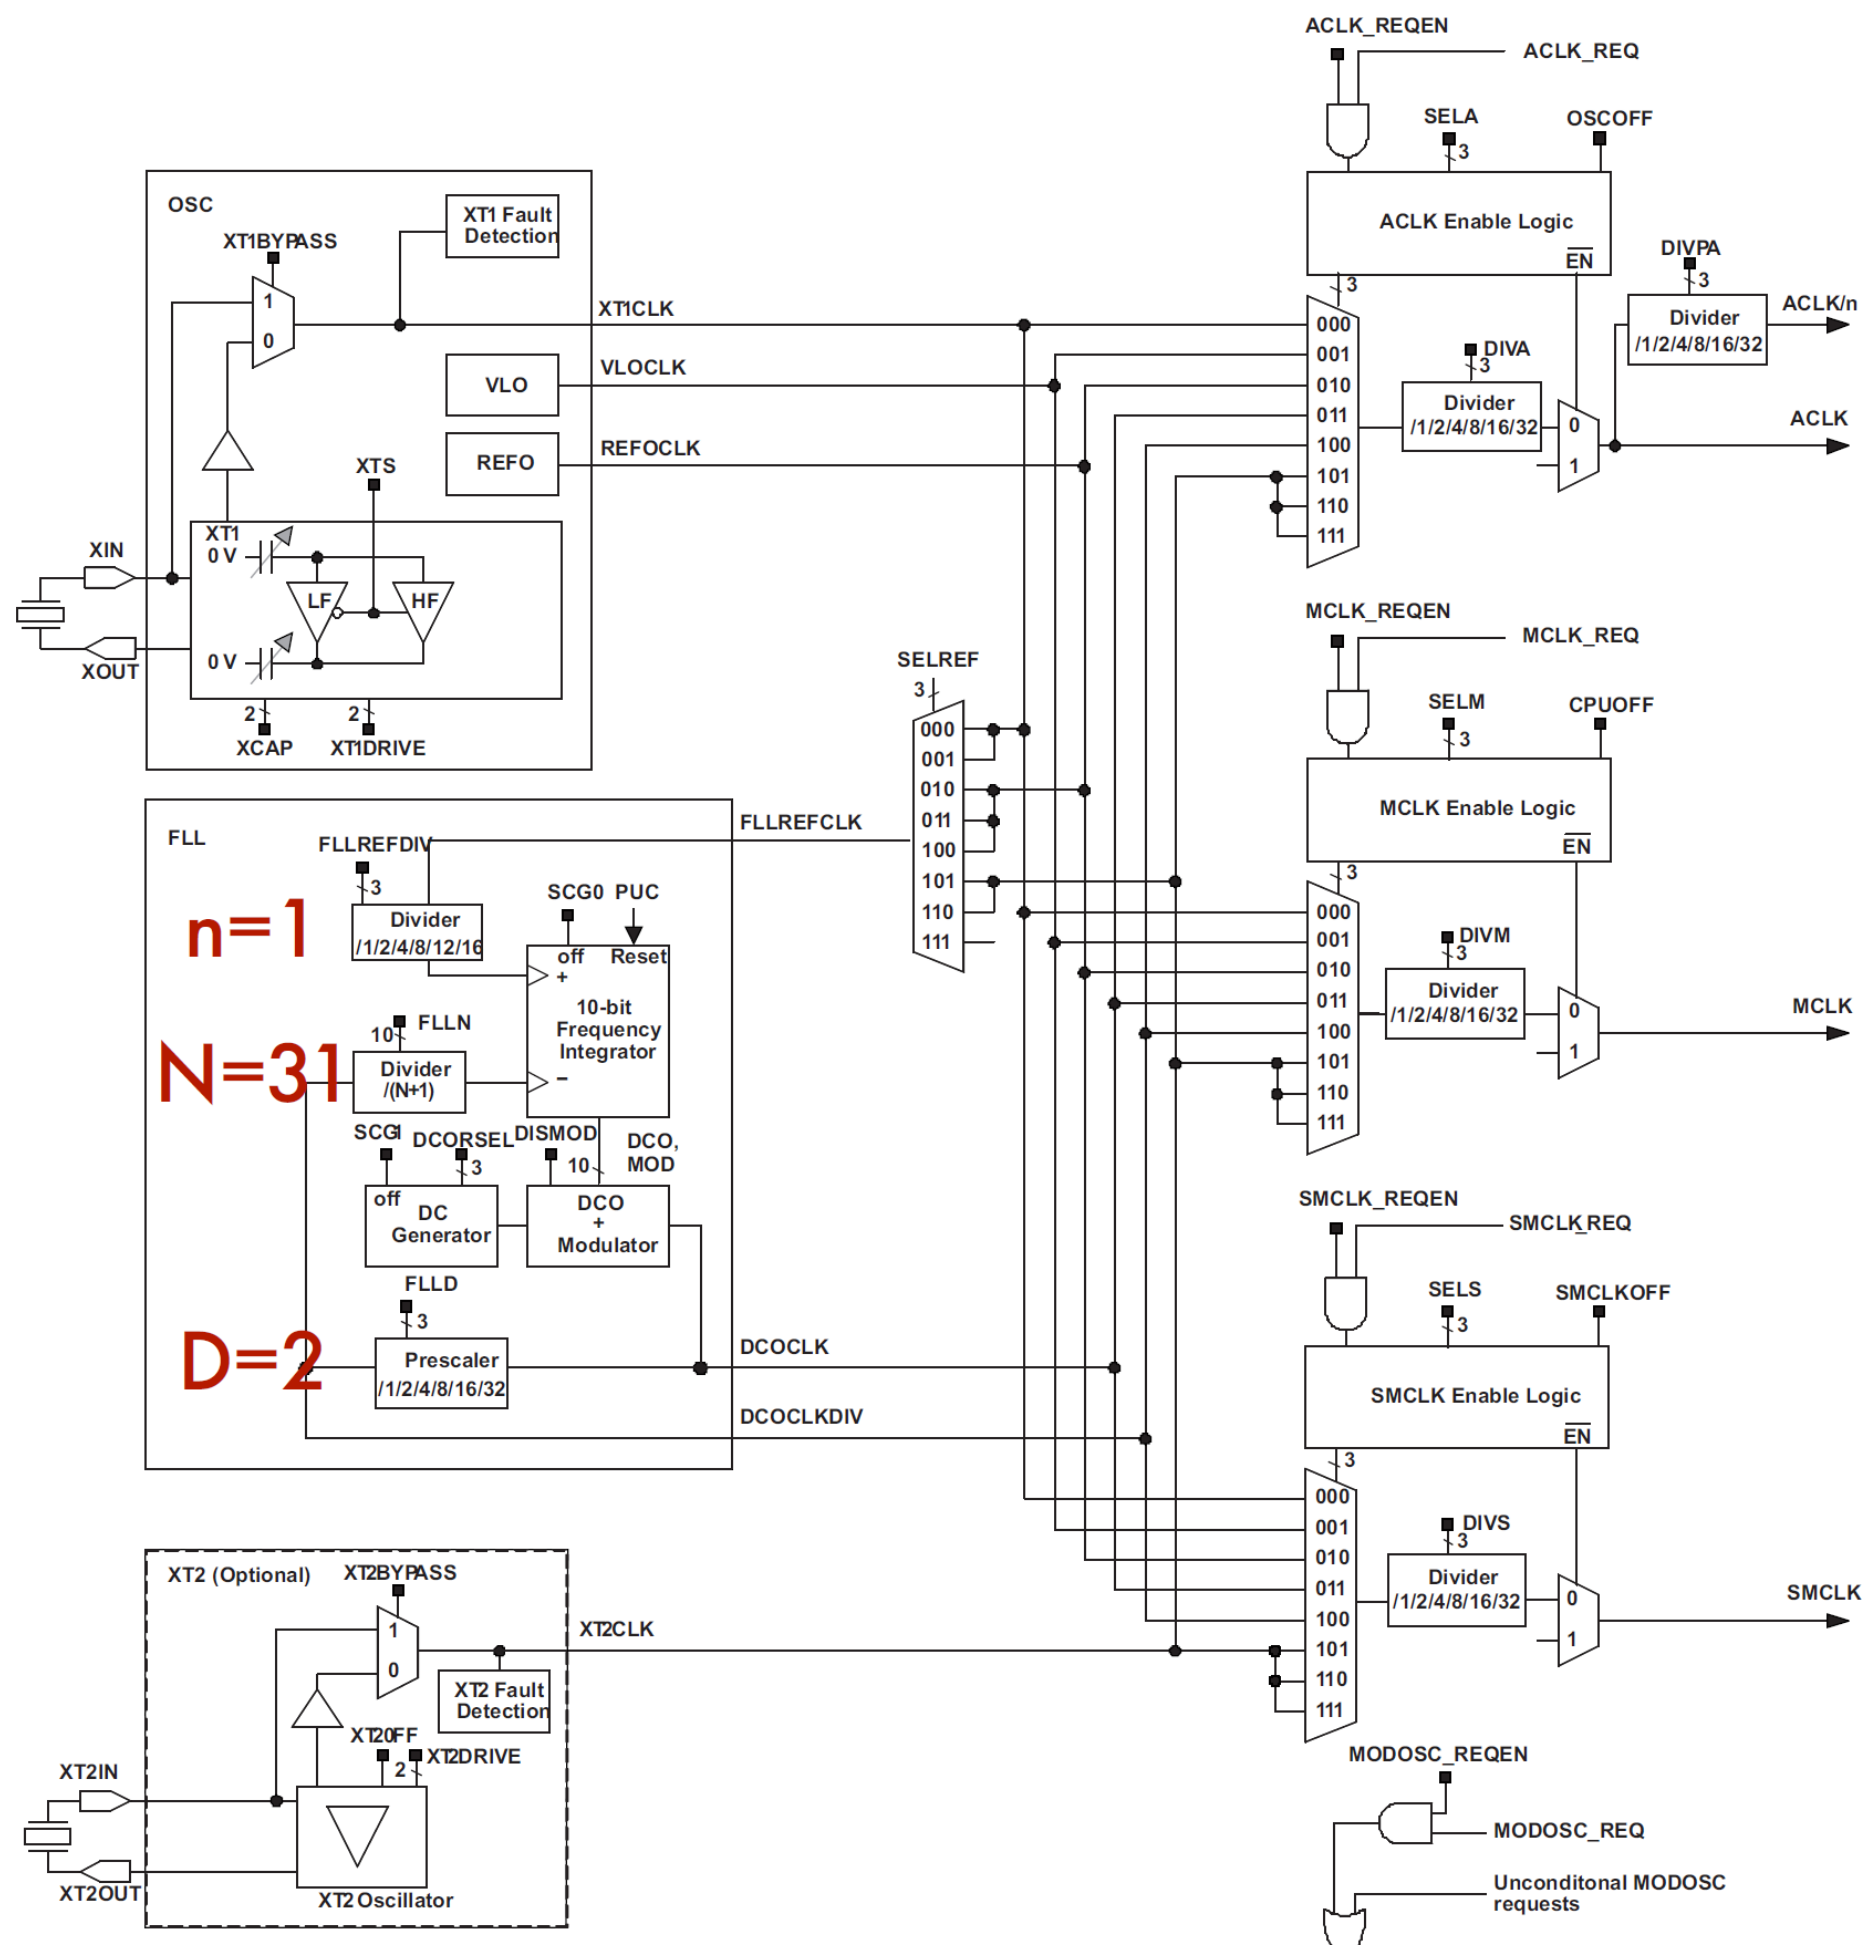 ACLK_REQEN
ACLK_REQ
SELA
OSCOFF
3
ACLK Enable Logic
EN
3
DIVPA
3
Divider
/1/2/4/8/16/32
ACLK/n
000
001
010
011
100
101
110
111
DIVA
3
Divider
/1/2/4/8/16/32
0
1
ACLK
OSC
XT1BYPASS
1
0
XT1 Fault
Detection
XT1CLK
VLO
VLOCLK
REFO
REFOCLK
XTS
XT1
0 V
LF
HF
0 V
XIN
XOUT
2
2
XCAP
XT1DRIVE
SELREF
3
000
001
010
011
100
101
110
111
MCLK_REQEN
MCLK_REQ
SELM
CPUOFF
3
MCLK Enable Logic
EN
3
000
001
010
011
100
101
110
111
DIVM
3
Divider
/1/2/4/8/16/32
0
1
MCLK
FLL
FLLREFDIV
3
FLLREFCLK
n=1
Divider
/1/2/4/8/12/16
SCG0 PUC
off Reset
+
10-bit
Frequency
Integrator
−
10
FLLN
N=31
Divider
/(N+1)
SCG1
DCORSEL
3
DISMOD
10
DCO,
MOD
off
DC
Generator
DCO
+
Modulator
FLLD
3
D=2
Prescaler
/1/2/4/8/16/32
DCOCLK
DCOCLKDIV
SMCLK_REQEN
SMCLK_REQ
SELS
SMCLKOFF
3
SMCLK Enable Logic
EN
3
000
001
010
011
100
101
110
111
DIVS
3
Divider
/1/2/4/8/16/32
0
1
SMCLK
XT2 (Optional)
XT2BYPASS
1
0
XT2CLK
XT2 Fault
Detection
XT2OFF
2
XT2DRIVE
XT2IN
XT2OUT
XT2 Oscillator
MODOSC_REQEN
MODOSC_REQ
Unconditonal MODOSC
requests